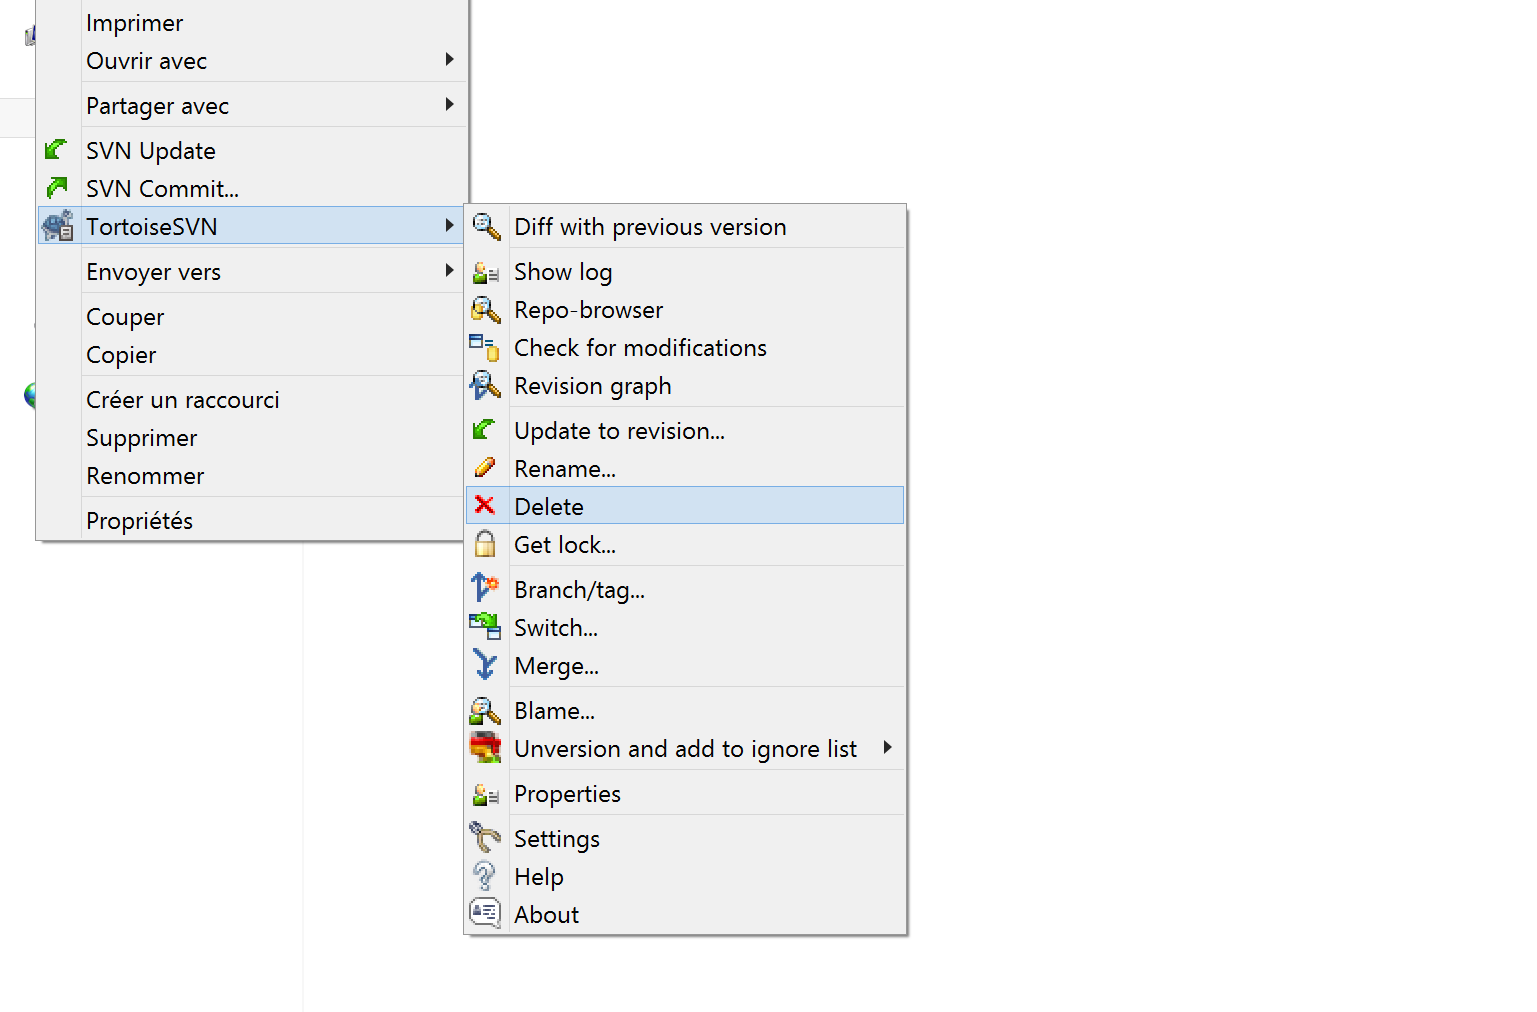 Imprimer
Ouvrir avec
Partager avec
SVN Update
SVN Commit...
TortoiseSVN
Envoyer vers
Couper
Copier
Créer un raccourci
Supprimer
Renommer
Propriétés
Diff with previous version
Show log
Repo-browser
Check for modifications
Revision graph
Update to revision...
Rename...
Delete
Get lock...
Branch/tag...
Switch...
Merge...
Blame...
Unversion and add to ignore list
Properties
Settings
Help
About